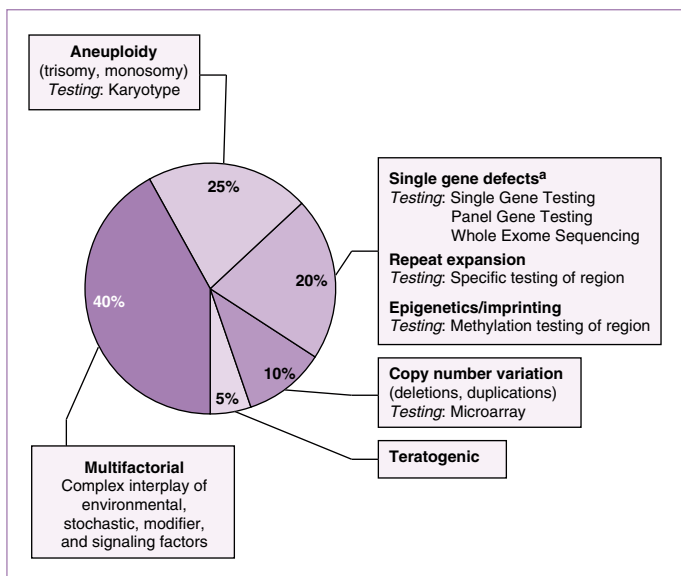 Aneuploidy
(trisomy, monosomy)
Testing: Karyotype
25%
Single gene defectsa
Testing: Single Gene Testing
Panel Gene Testing
Whole Exome Sequencing
Repeat expansion
Testing: Specific testing of region
Epigenetics/imprinting
Testing: Methylation testing of region
20%
40%
10%
Copy number variation
(deletions, duplications)
Testing: Microarray
5%
Teratogenic
Multifactorial
Complex interplay of
environmental,
stochastic, modifier,
and signaling factors